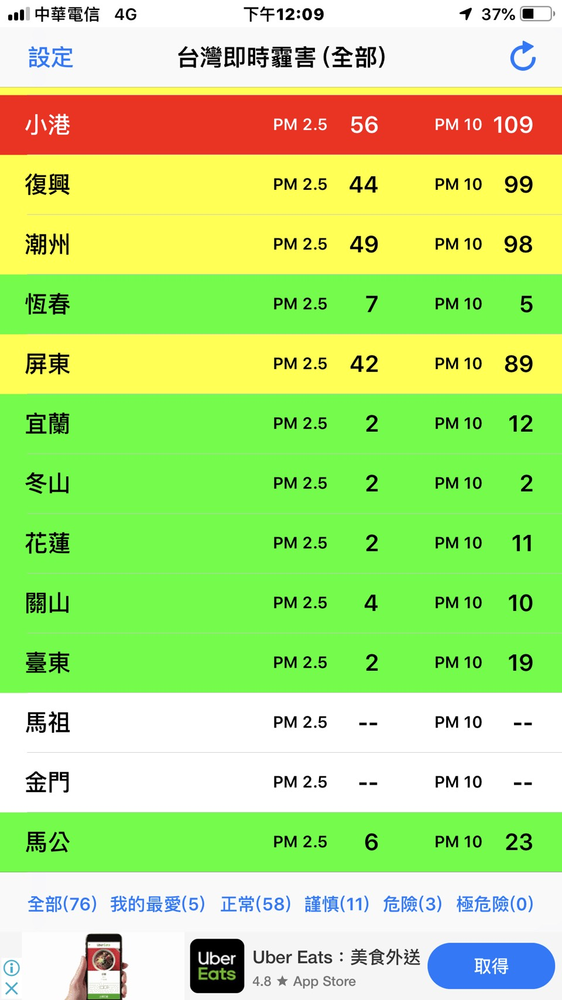 中華電信 4G 下午12:09 37%
設定 台灣即時霾害(全部)
小港 PM 2.5 56 PM 10 109
復興 PM 2.5 44 PM 10 99
潮州 PM 2.5 49 PM 10 98
恆春 PM 2.5 7 PM 10 5
屏東 PM 2.5 42 PM 10 89
宜蘭 PM 2.5 2 PM 10 12
冬山 PM 2.5 2 PM 10 2
花蓮 PM 2.5 2 PM 10 11
關山 PM 2.5 4 PM 10 10
臺東 PM 2.5 2 PM 10 19
馬祖 PM 2.5 -- PM 10 --
金門 PM 2.5 -- PM 10 --
馬公 PM 2.5 6 PM 10 23
全部(76) 我的最愛(5) 正常(58) 謹慎(11) 危險(3) 極危險(0)
Uber Eats
Uber Eats
Uber Eats：美食外送
4.8 ★ App Store
取得